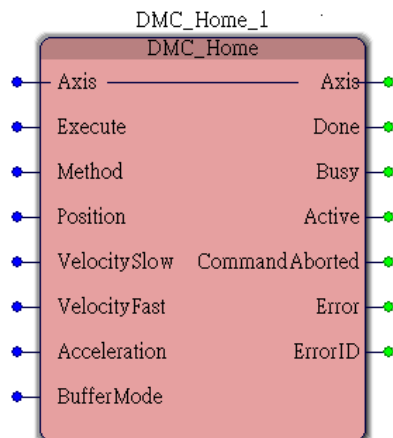 DMC_Home_1
DMC_Home
Axis Axis
Execute Done
Method Busy
Position Active
VelocitySlow CommandAborted
VelocityFast Error
Acceleration ErrorID
BufferMode